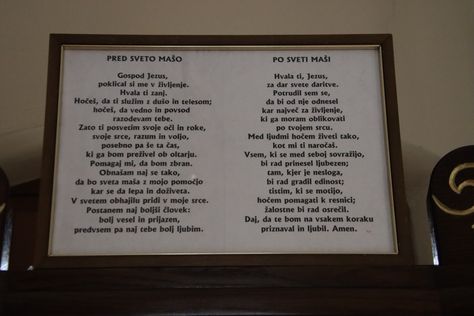 PRED SVETO MAŠO
Gospod Jezus,
poklical si me v življenje.
Hvala ti zanj.
Hočeš, da ti služim z dušo in telesom;
hočeš, da vedno in povsod
razodevam tebe.
Zato ti posvetim svoje oči in roke,
svoje srce, razum in voljo,
posebno pa še ta čas,
ki ga bom preživel ob oltarju.
Pomagaj mi, da bom zbran.
Obnašam naj se tako,
da bo sveta maša z mojo pomočjo
kar se da lepa in doživeta.
V svetem obhajilu pridi v moje srce.
Postanem naj boljši človek:
bolj vesel in prijazen,
predvsem pa naj tebe bolj ljubim.
PO SVETI MAŠI
Hvala ti, Jezus,
za dar svete daritve.
Potrudil sem se,
da bi od nje odnesel
kar največ za življenje,
ki ga moram oblikovati
po tvojem srcu.
Med ljudmi hočem živeti tako,
kot mi ti naročaš.
Vsem, ki se med seboj sovražijo,
bi rad prinesel ljubezen;
tam, kjer je nesloga,
bi rad gradil edinost;
tistim, ki se motijo,
hočem pomagati k resnici;
žalostne bi rad osrečil.
Daj, da te bom na vsakem koraku
priznaval in ljubil. Amen.